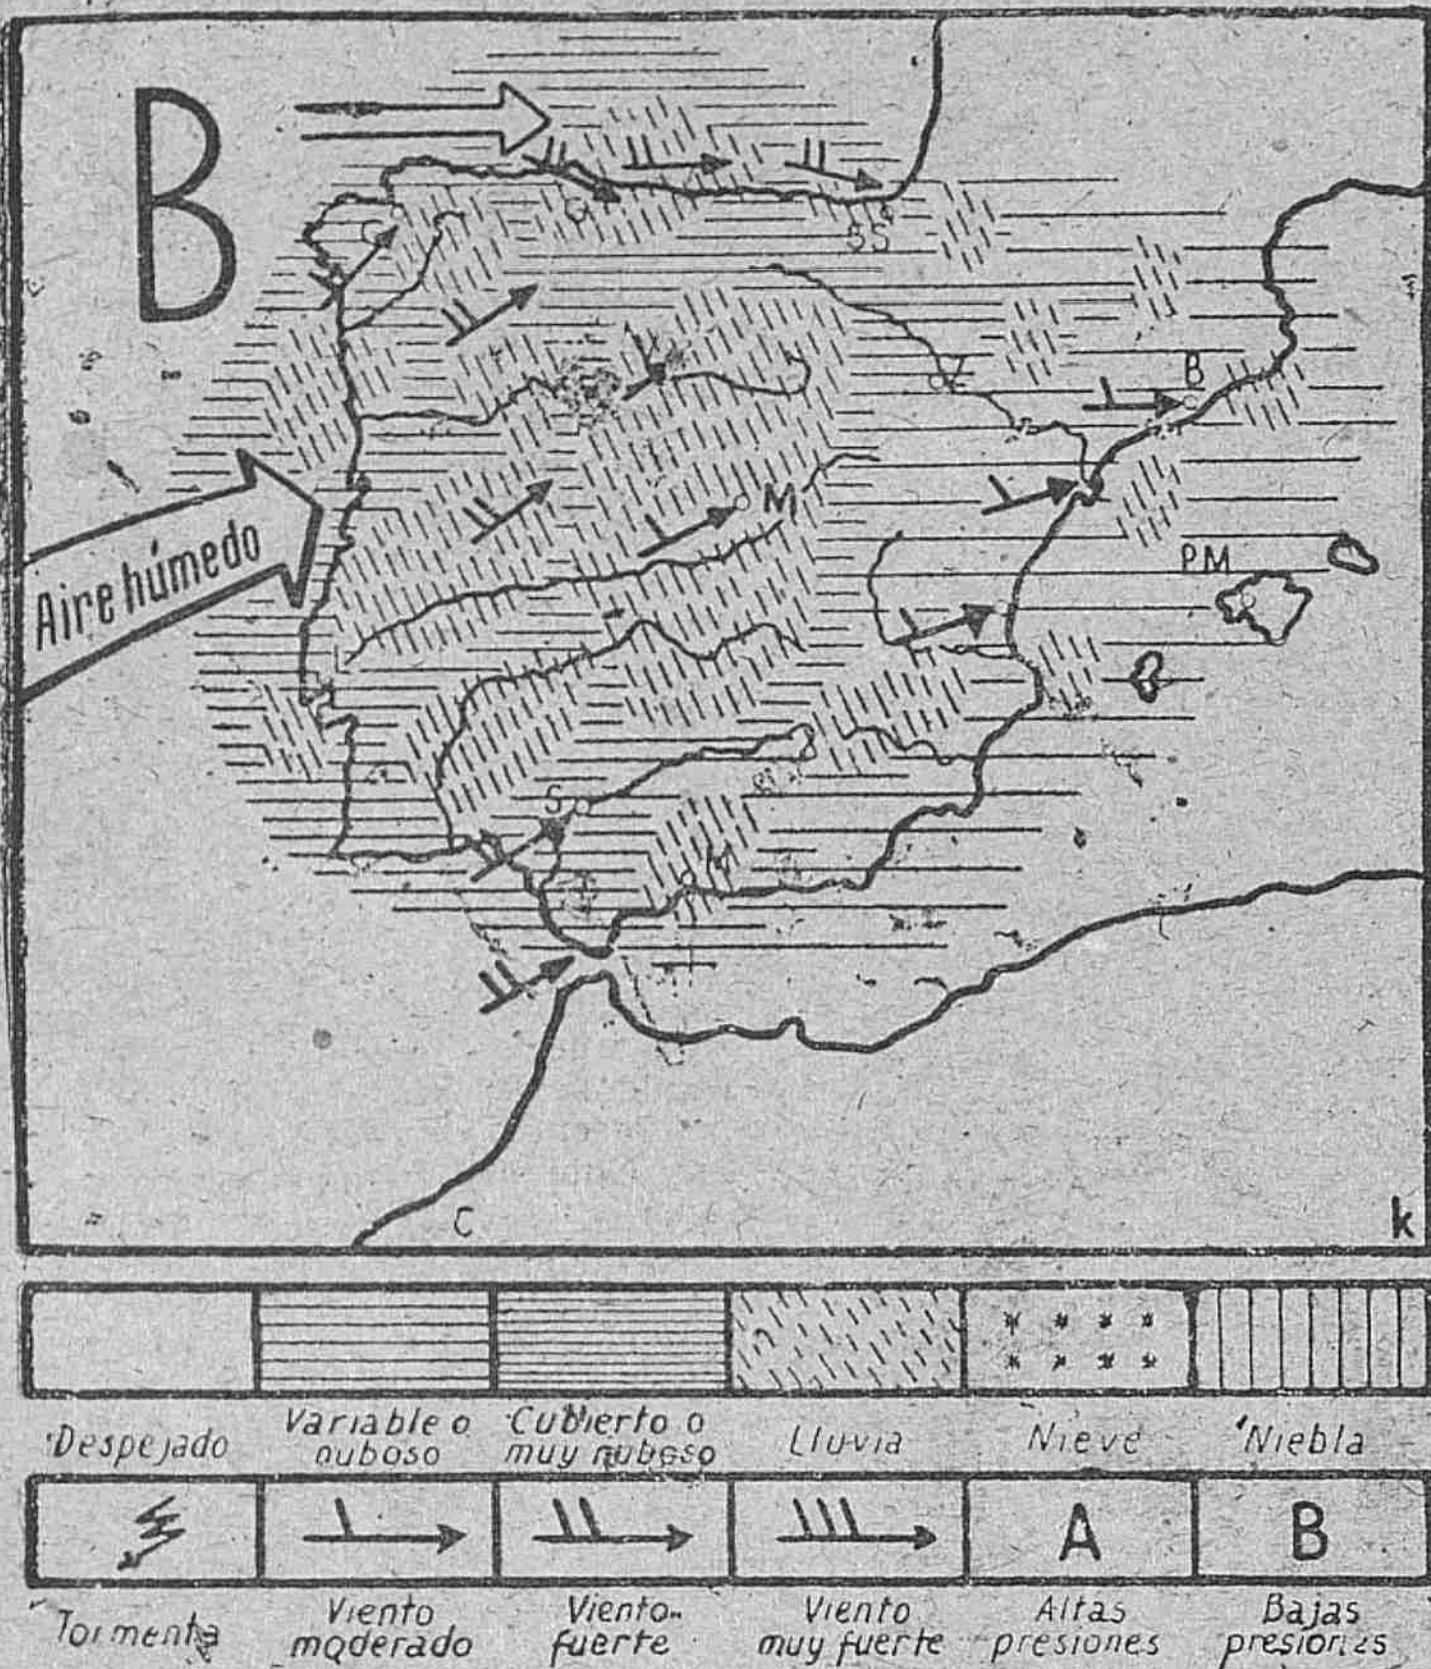 B
SS
Z
B
M
Aire húmedo
PM
S
M
C
k
Despejado
Variable o
nuboso
Cubierto o
muy nuboso
Lluvia
Nieve
Niebla
A
B
Tormenta
Viento
moderado
Viento
fuerte
Viento
muy fuerte
Altas
presiones
Bajas
presiones